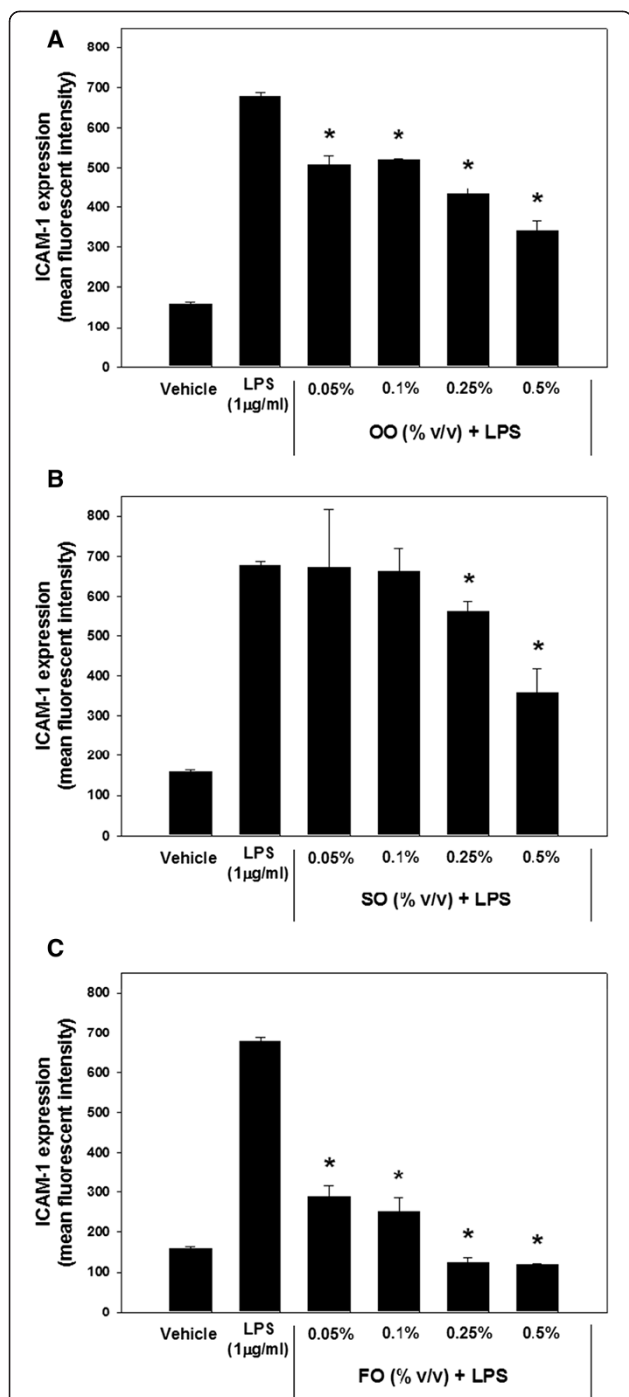 A
ICAM-1 expression
(mean fluorescent intensity)
800
700
600
500
400
300
200
100
0
* * * *
Vehicle LPS 0.05% 0.1% 0.25% 0.5%
(1µg/ml)
OO (% v/v) + LPS
B
ICAM-1 expression
(mean fluorescent intensity)
800
700
600
500
400
300
200
100
0
* *
Vehicle LPS 0.05% 0.1% 0.25% 0.5%
(1µg/ml)
SO (% v/v) + LPS
C
ICAM-1 expression
(mean fluorescent intensity)
800
700
600
500
400
300
200
100
0
* * * *
Vehicle LPS 0.05% 0.1% 0.25% 0.5%
(1µg/ml)
FO (% v/v) + LPS